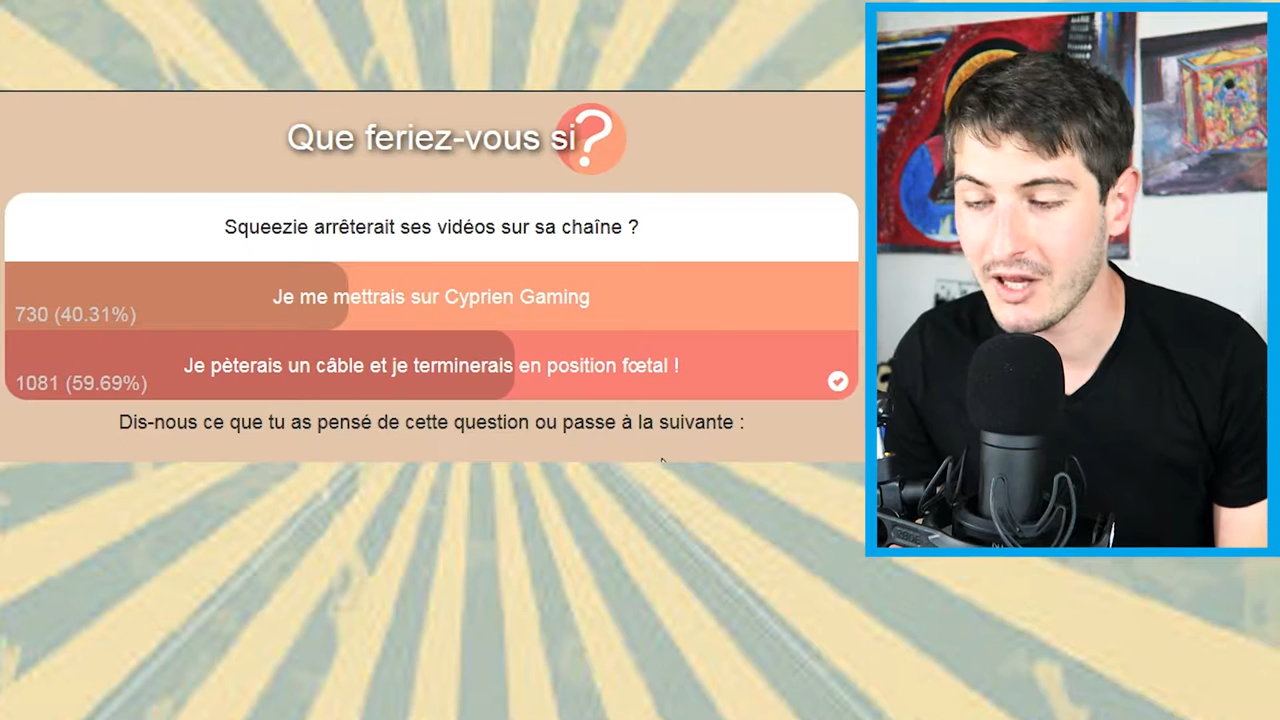 Que feriez-vous si ?
Squeezie arrêterait ses vidéos sur sa chaîne ?
Je me mettrais sur Cyprien Gaming
730 (40.31%)
Je pèterais un câble et je terminerais en position fœtal !
1081 (59.69%)
Dis-nous ce que tu as pensé de cette question ou passe à la suivante :